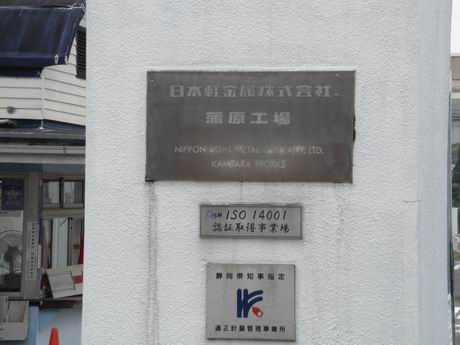 日本軽金属株式会社
蒲原工場
NIPPON LIGHT METAL COMPANY, LTD.
KAMBARA WORKS
ISO 14001
認証取得事業場
静岡県知事指定
適正計量管理事業所